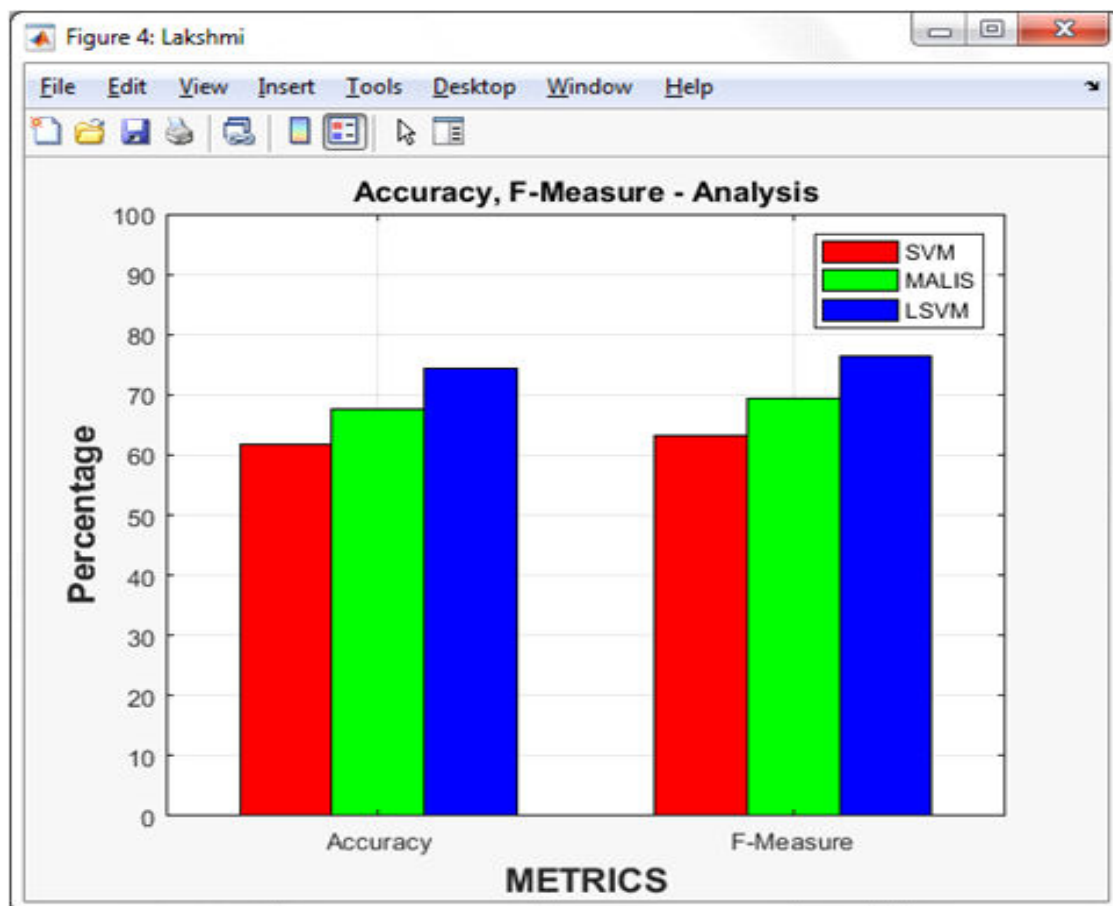 Figure 4: Lakshmi
File Edit View Insert Tools Desktop Window Help
Accuracy, F-Measure - Analysis
100
90
80
70
60
50
40
30
20
10
0
Percentage
SVM
MALIS
LSVM
Accuracy F-Measure
METRICS